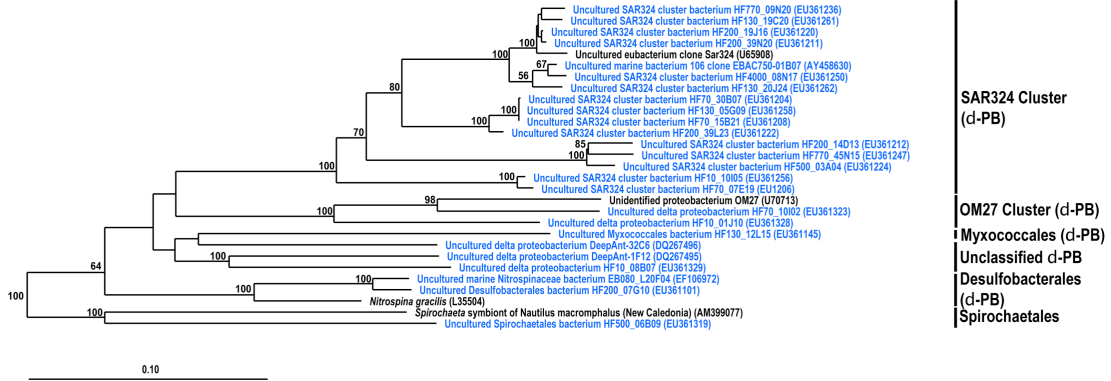 Uncultured SAR324 cluster bacterium HF770_09N20 (EU361236)
Uncultured SAR324 cluster bacterium HF130_19C20 (EU361261)
Uncultured SAR324 cluster bacterium HF200_19J16 (EU361220)
Uncultured SAR324 cluster bacterium HF200_39N20 (EU361211)
100
Uncultured eubacterium clone Sar324 (U65908)
67
Uncultured marine bacterium 106 clone EBAC750-01B07 (AY458630)
56
Uncultured SAR324 cluster bacterium HF4000_08N17 (EU361250)
80
Uncultured SAR324 cluster bacterium HF130_20J24 (EU361262)
Uncultured SAR324 cluster bacterium HF70_30B07 (EU361204)
SAR324 Cluster
(d-PB)
100
Uncultured SAR324 cluster bacterium HF130_05G09 (EU361258)
100
Uncultured SAR324 cluster bacterium HF70_15B21 (EU361208)
70
Uncultured SAR324 cluster bacterium HF200_39L23 (EU361222)
85
Uncultured SAR324 cluster bacterium HF200_14D13 (EU361212)
100
Uncultured SAR324 cluster bacterium HF770_45N15 (EU361247)
100
Uncultured SAR324 cluster bacterium HF500_03A04 (EU361224)
100
Uncultured SAR324 cluster bacterium HF10_10I05 (EU361256)
Uncultured SAR324 cluster bacterium HF70_07E19 (EU1206)
98
Unidentified proteobacterium OM27 (U70713)
100
Uncultured delta proteobacterium HF70_10I02 (EU361323)
OM27 Cluster (d-PB)
Uncultured delta proteobacterium HF10_01J10 (EU361328)
Uncultured Myxococcales bacterium HF130_12L15 (EU361145)
Myxococcales (d-PB)
Uncultured delta proteobacterium DeepAnt-32C6 (DQ267496)
100
Uncultured delta proteobacterium DeepAnt-1F12 (DQ267495)
Unclassified d-PB
64
Uncultured delta proteobacterium HF10_08B07 (EU361329)
100
Uncultured marine Nitrospinaceae bacterium EB080_L20F04 (EF106972)
Desulfobacterales
(d-PB)
100
Uncultured Desulfobacterales bacterium HF200_07G10 (EU361101)
100
Nitrospina gracilis (L35504)
100
Spirochaeta symbiont of Nautilus macromphalus (New Caledonia) (AM399077)
Spirochaetales
Uncultured Spirochaetales bacterium HF500_06B09 (EU361319)
0.10